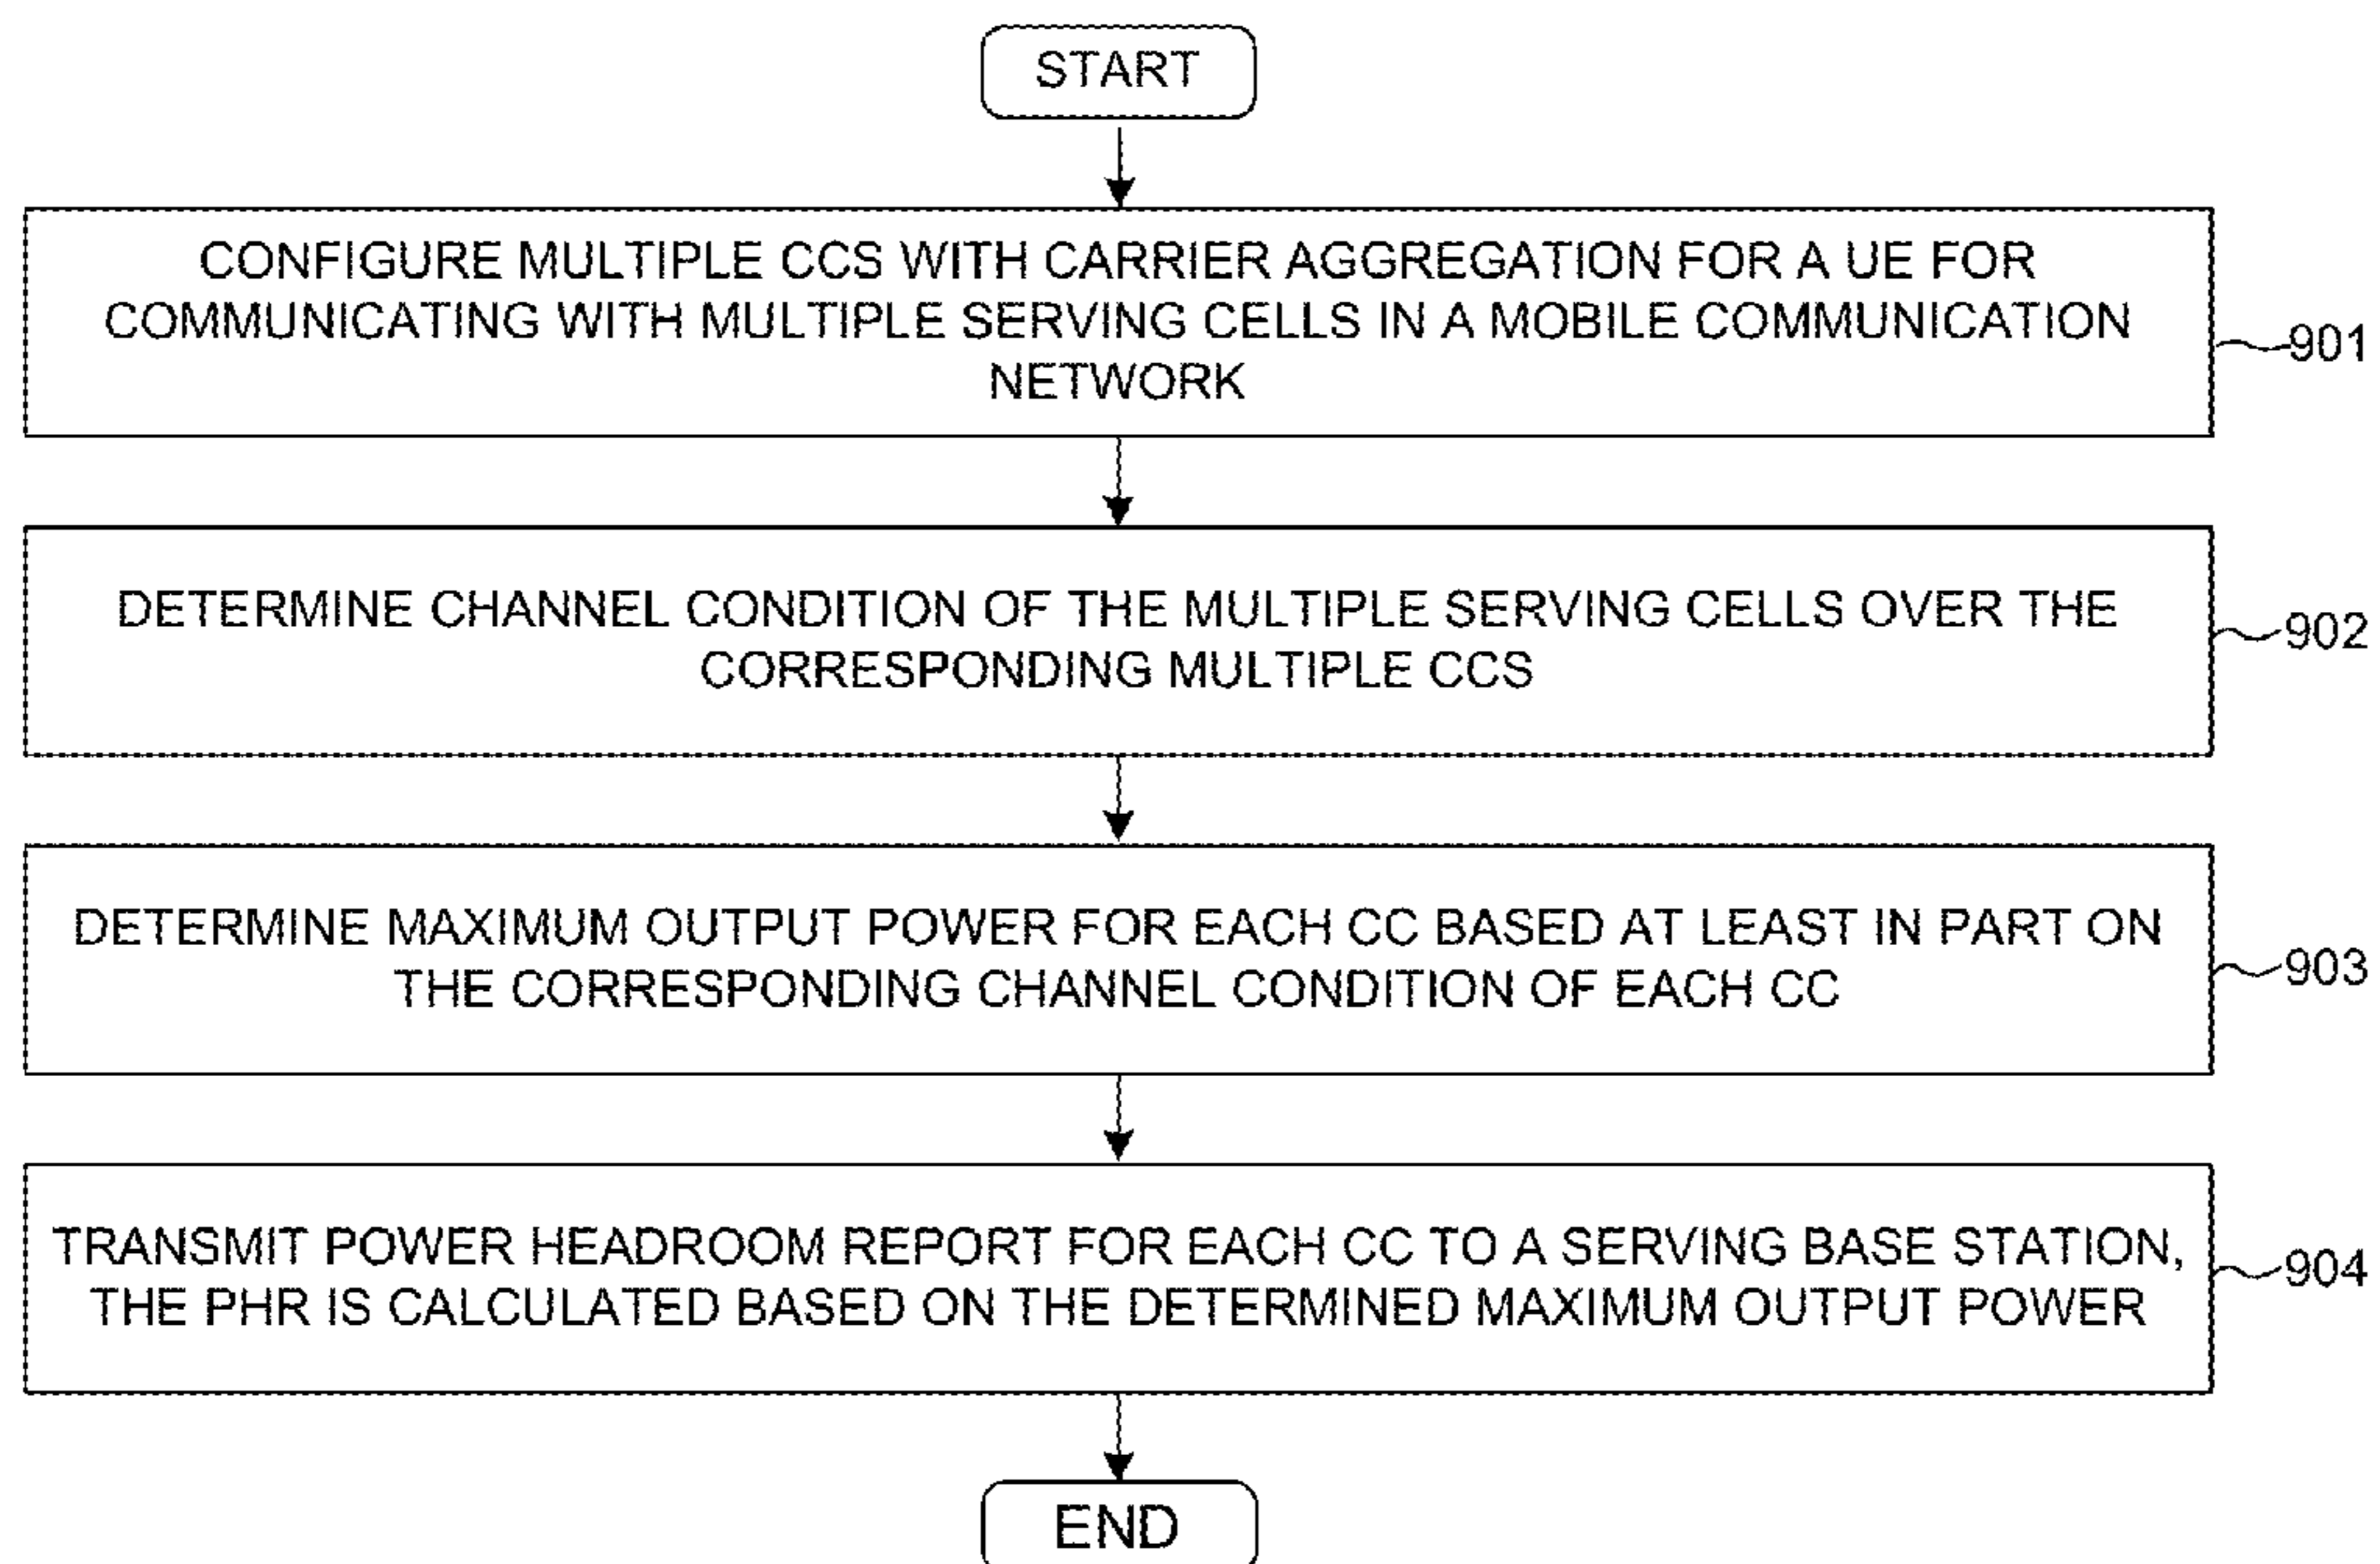 START
CONFIGURE MULTIPLE CCS WITH CARRIER AGGREGATION FOR A UE FOR
COMMUNICATING WITH MULTIPLE SERVING CELLS IN A MOBILE COMMUNICATION
NETWORK
901
DETERMINE CHANNEL CONDITION OF THE MULTIPLE SERVING CELLS OVER THE
CORRESPONDING MULTIPLE CCS
902
DETERMINE MAXIMUM OUTPUT POWER FOR EACH CC BASED AT LEAST IN PART ON
THE CORRESPONDING CHANNEL CONDITION OF EACH CC
903
TRANSMIT POWER HEADROOM REPORT FOR EACH CC TO A SERVING BASE STATION,
THE PHR IS CALCULATED BASED ON THE DETERMINED MAXIMUM OUTPUT POWER
904
END